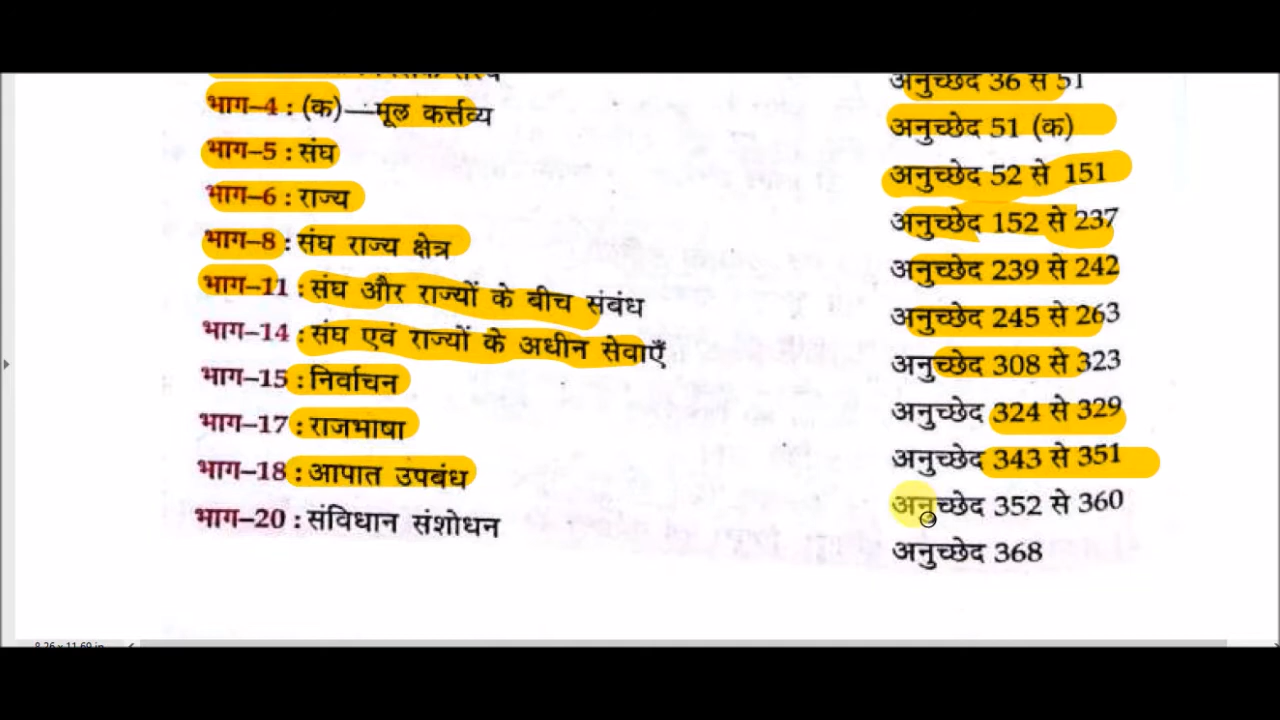 अनुच्छेद 36 से 51
भाग–4 : (क)—मूल कर्त्तव्य अनुच्छेद 51 (क)
भाग–5 : संघ अनुच्छेद 52 से 151
भाग–6 : राज्य अनुच्छेद 152 से 237
भाग–8 : संघ राज्य क्षेत्र अनुच्छेद 239 से 242
भाग–11 : संघ और राज्यों के बीच संबंध अनुच्छेद 245 से 263
भाग–14 : संघ एवं राज्यों के अधीन सेवाएँ अनुच्छेद 308 से 323
भाग–15 : निर्वाचन अनुच्छेद 324 से 329
भाग–17 : राजभाषा अनुच्छेद 343 से 351
भाग–18 : आपात उपबंध अनुच्छेद 352 से 360
भाग–20 : संविधान संशोधन अनुच्छेद 368